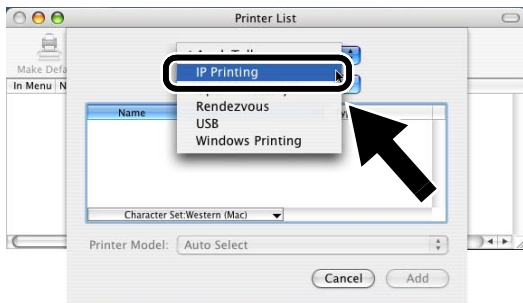 Printer List
IP Printing
Make Defa
In Menu N
Rendezvous
Name
USB
Windows Printing
Character Set:Western (Mac)
Printer Model: Auto Select
Cancel Add